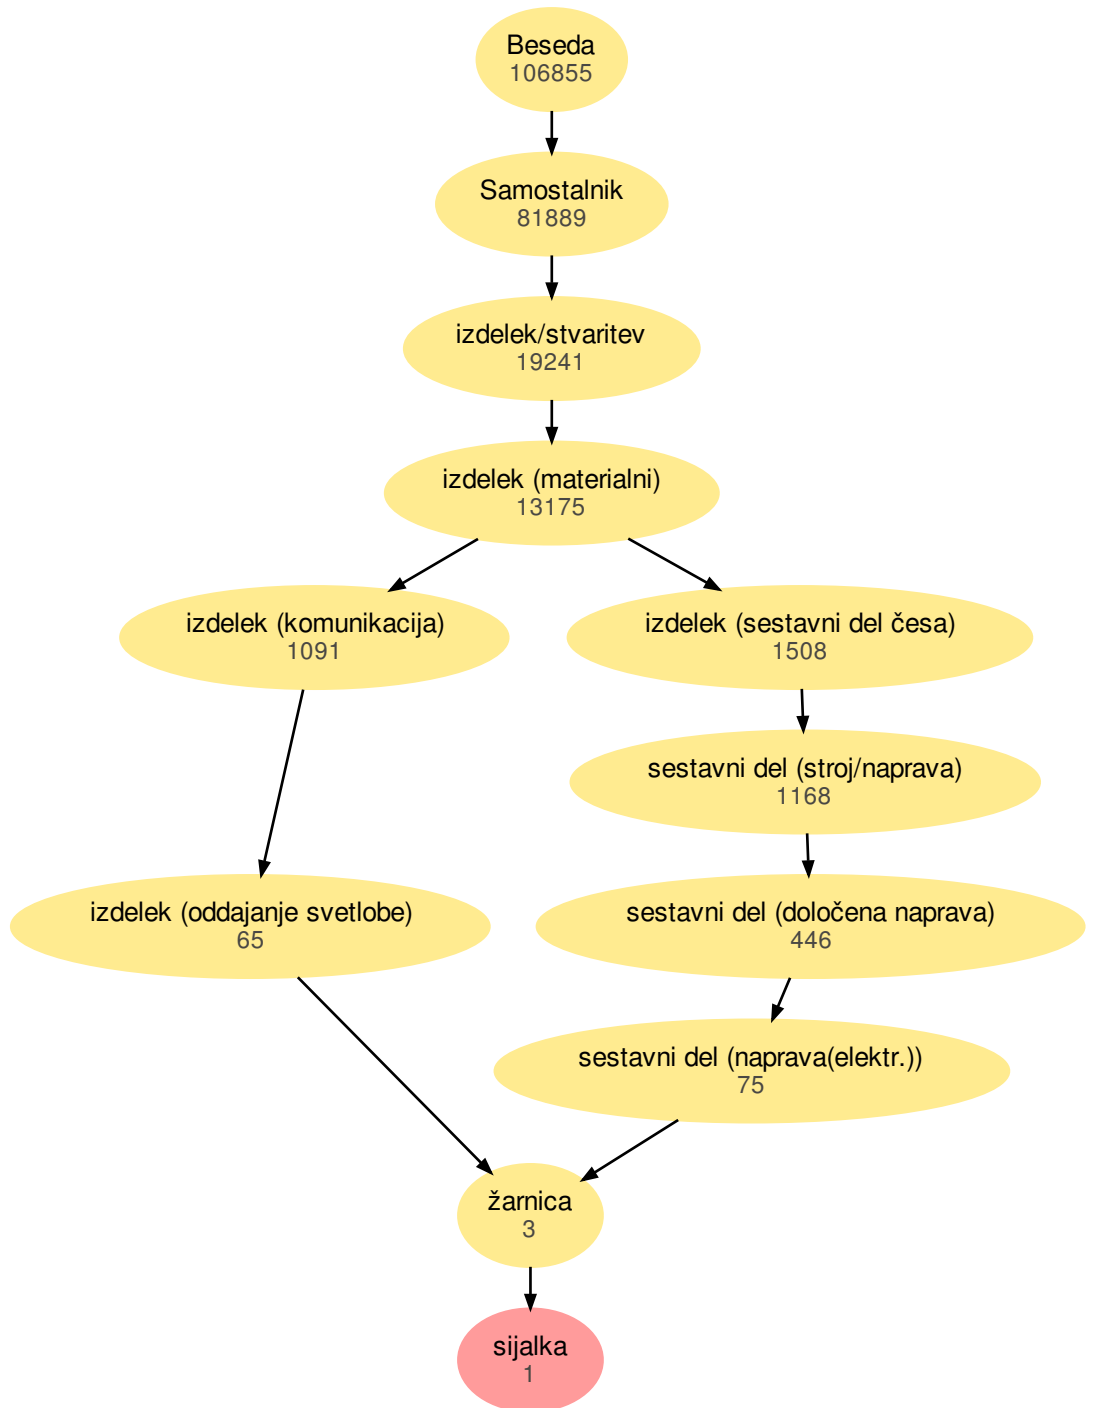 Beseda
106855
Samostalnik
81889
izdelek/stvaritev
19241
izdelek (materialni)
13175
izdelek (komunikacija)
1091
izdelek (sestavni del česa)
1508
sestavni del (stroj/naprava)
1168
izdelek (oddajanje svetlobe)
65
sestavni del (določena naprava)
446
sestavni del (naprava(elektr.))
75
žarnica
3
sijalka
1